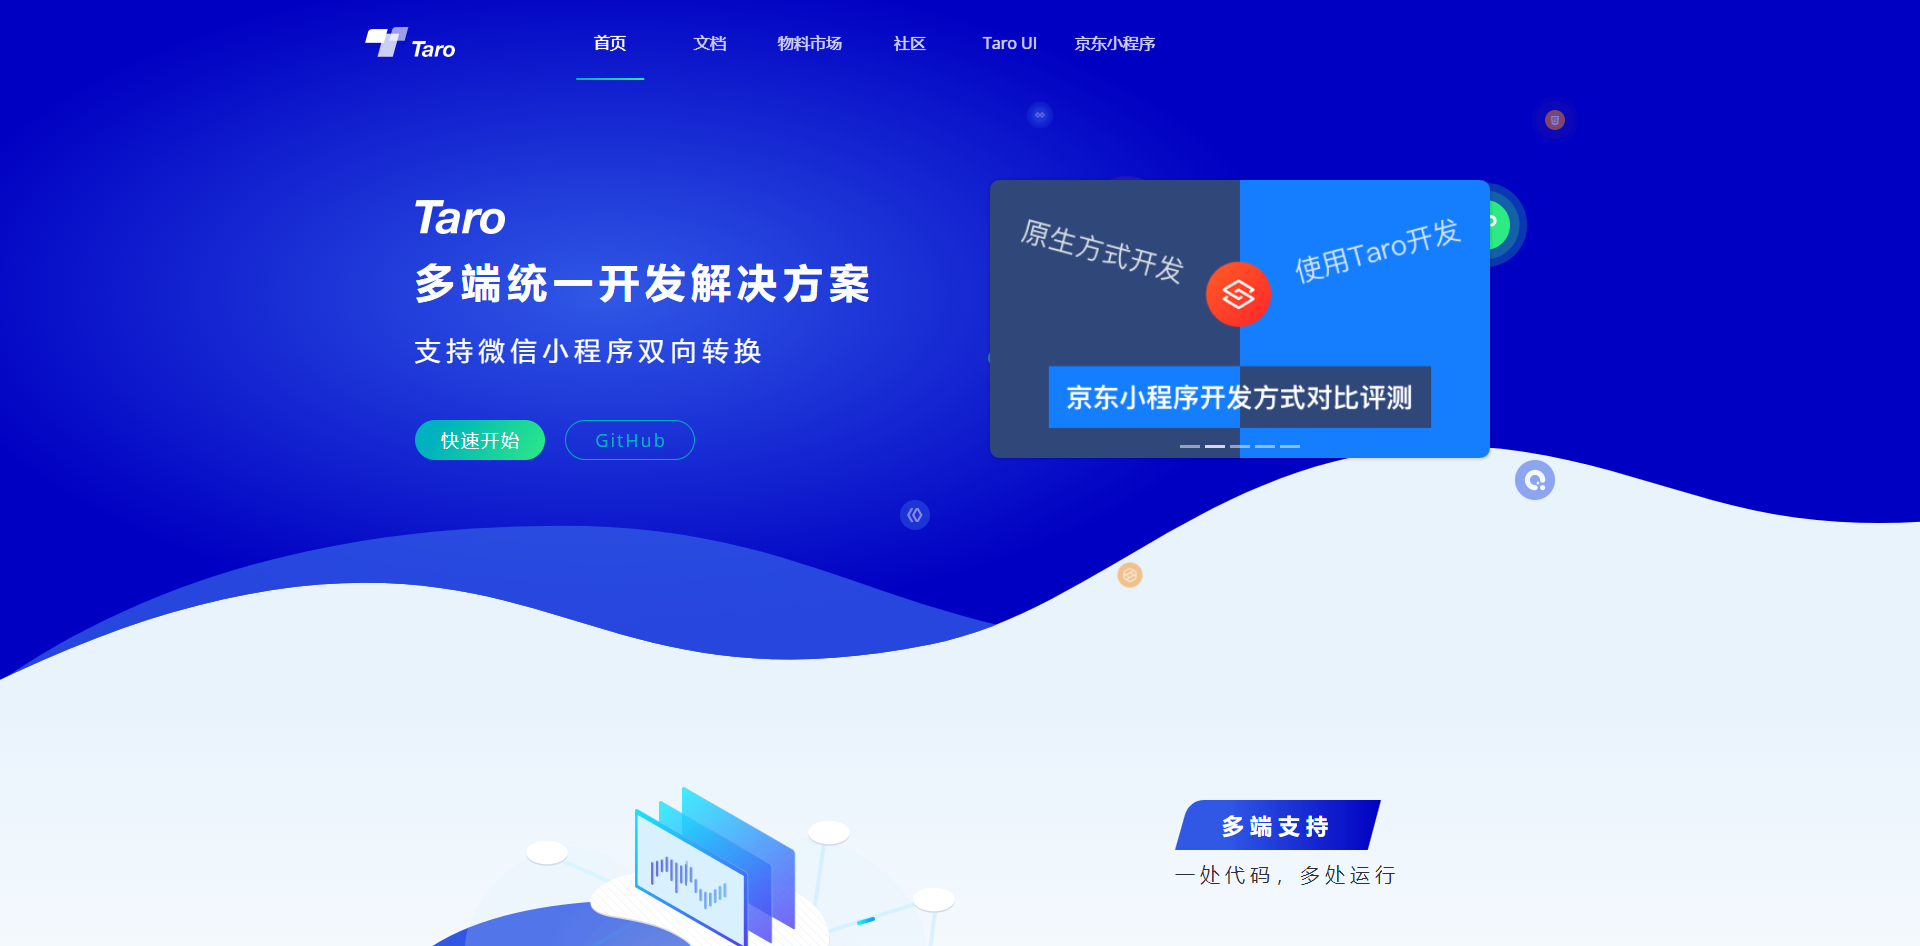 Taro
首页
文档
物料市场
社区
Taro UI
京东小程序
Taro
多端统一开发解决方案
支持微信小程序双向转换
快速开始
GitHub
原生方式开发
使用Taro开发
京东小程序开发方式对比评测
多端支持
一处代码，多处运行